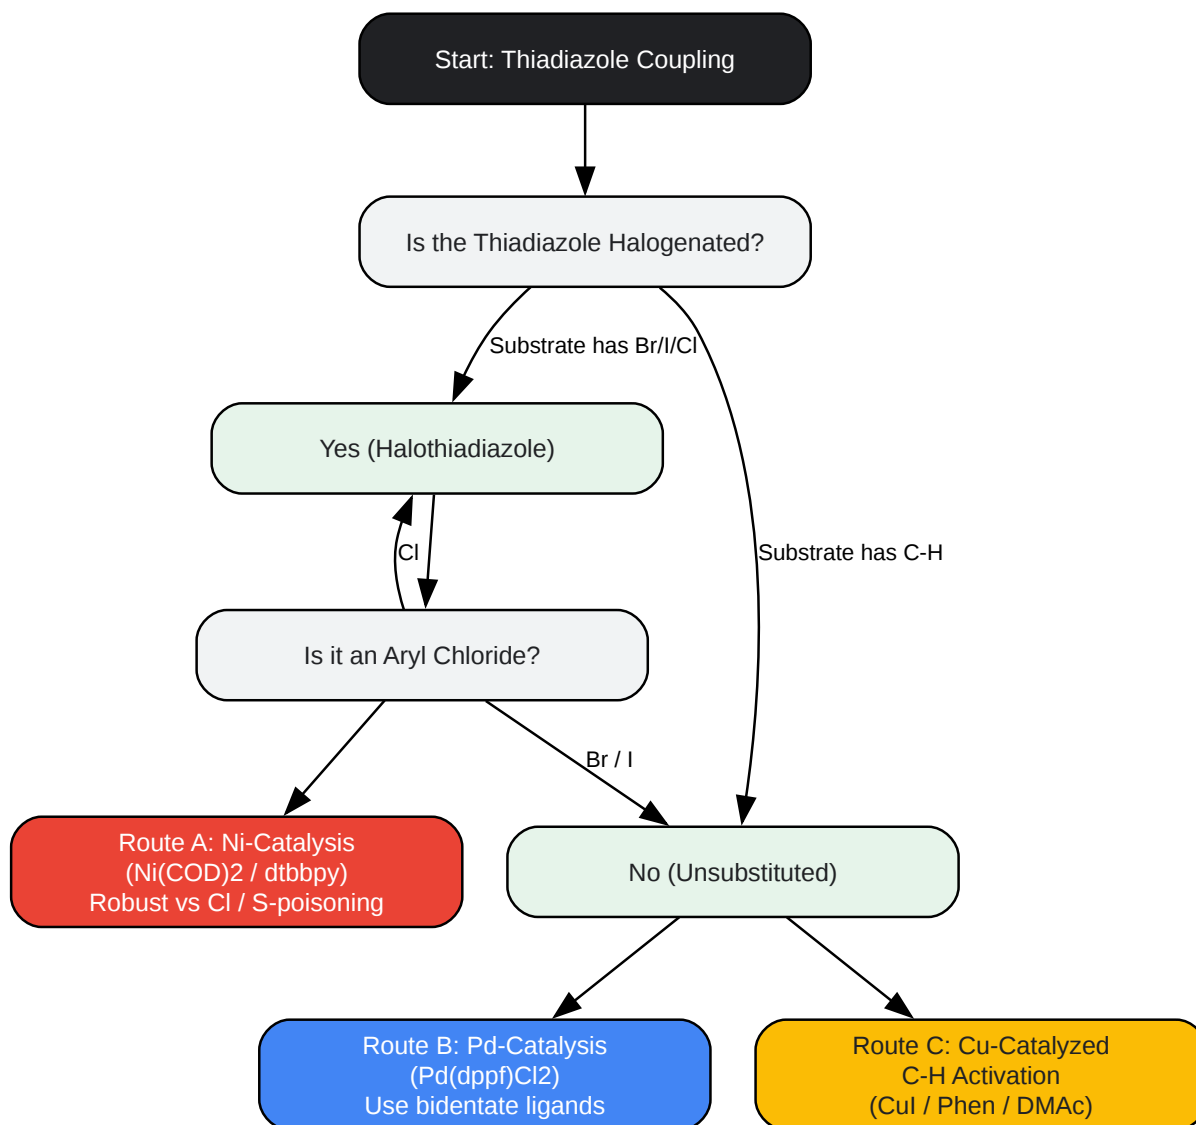 Start: Thiadiazole Coupling
Is the Thiadiazole Halogenated?
Substrate has Br/I/Cl
Yes (Halothiadiazole)
Cl
Substrate has C-H
Is it an Aryl Chloride?
Br / I
Route A: Ni-Catalysis
(Ni(COD)2 / dtbbpy)
Robust vs Cl / S-poisoning
No (Unsubstituted)
Route B: Pd-Catalysis
(Pd(dppf)Cl2)
Use bidentate ligands
Route C: Cu-Catalyzed
C-H Activation
(CuI / Phen / DMAc)